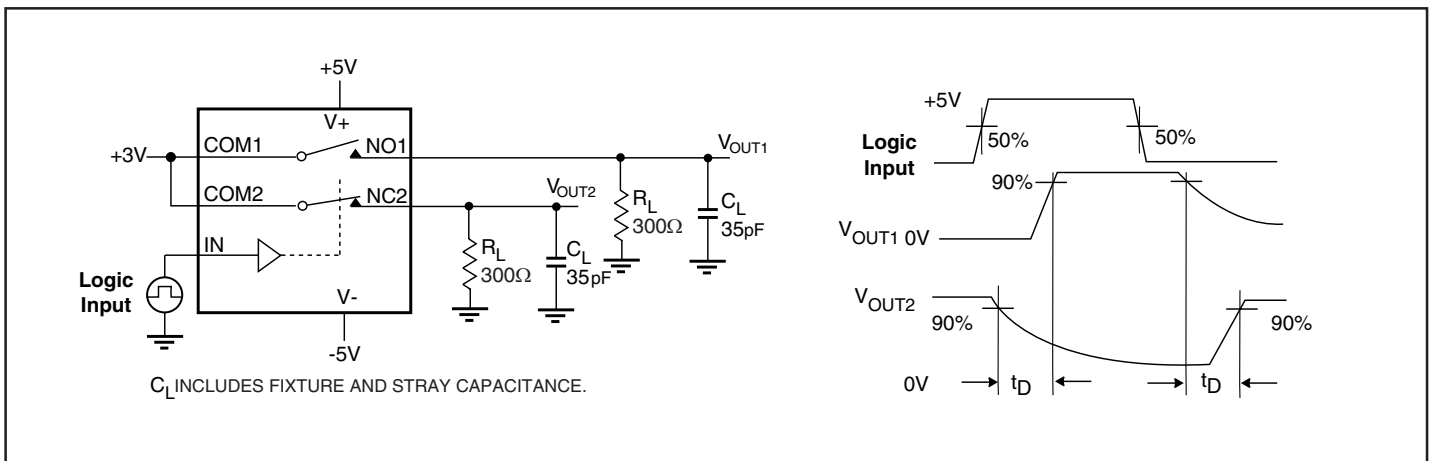 +5V
V+
+3V
COM1
NO1
VOUT1
COM2
NC2
VOUT2
RL
300Ω
CL
35pF
IN
RL
300Ω
CL
35pF
Logic
Input
V-
-5V
CL INCLUDES FIXTURE AND STRAY CAPACITANCE.
+5V
Logic
Input
50%
50%
90%
VOUT1 0V
VOUT2
90%
90%
0V
tD
tD